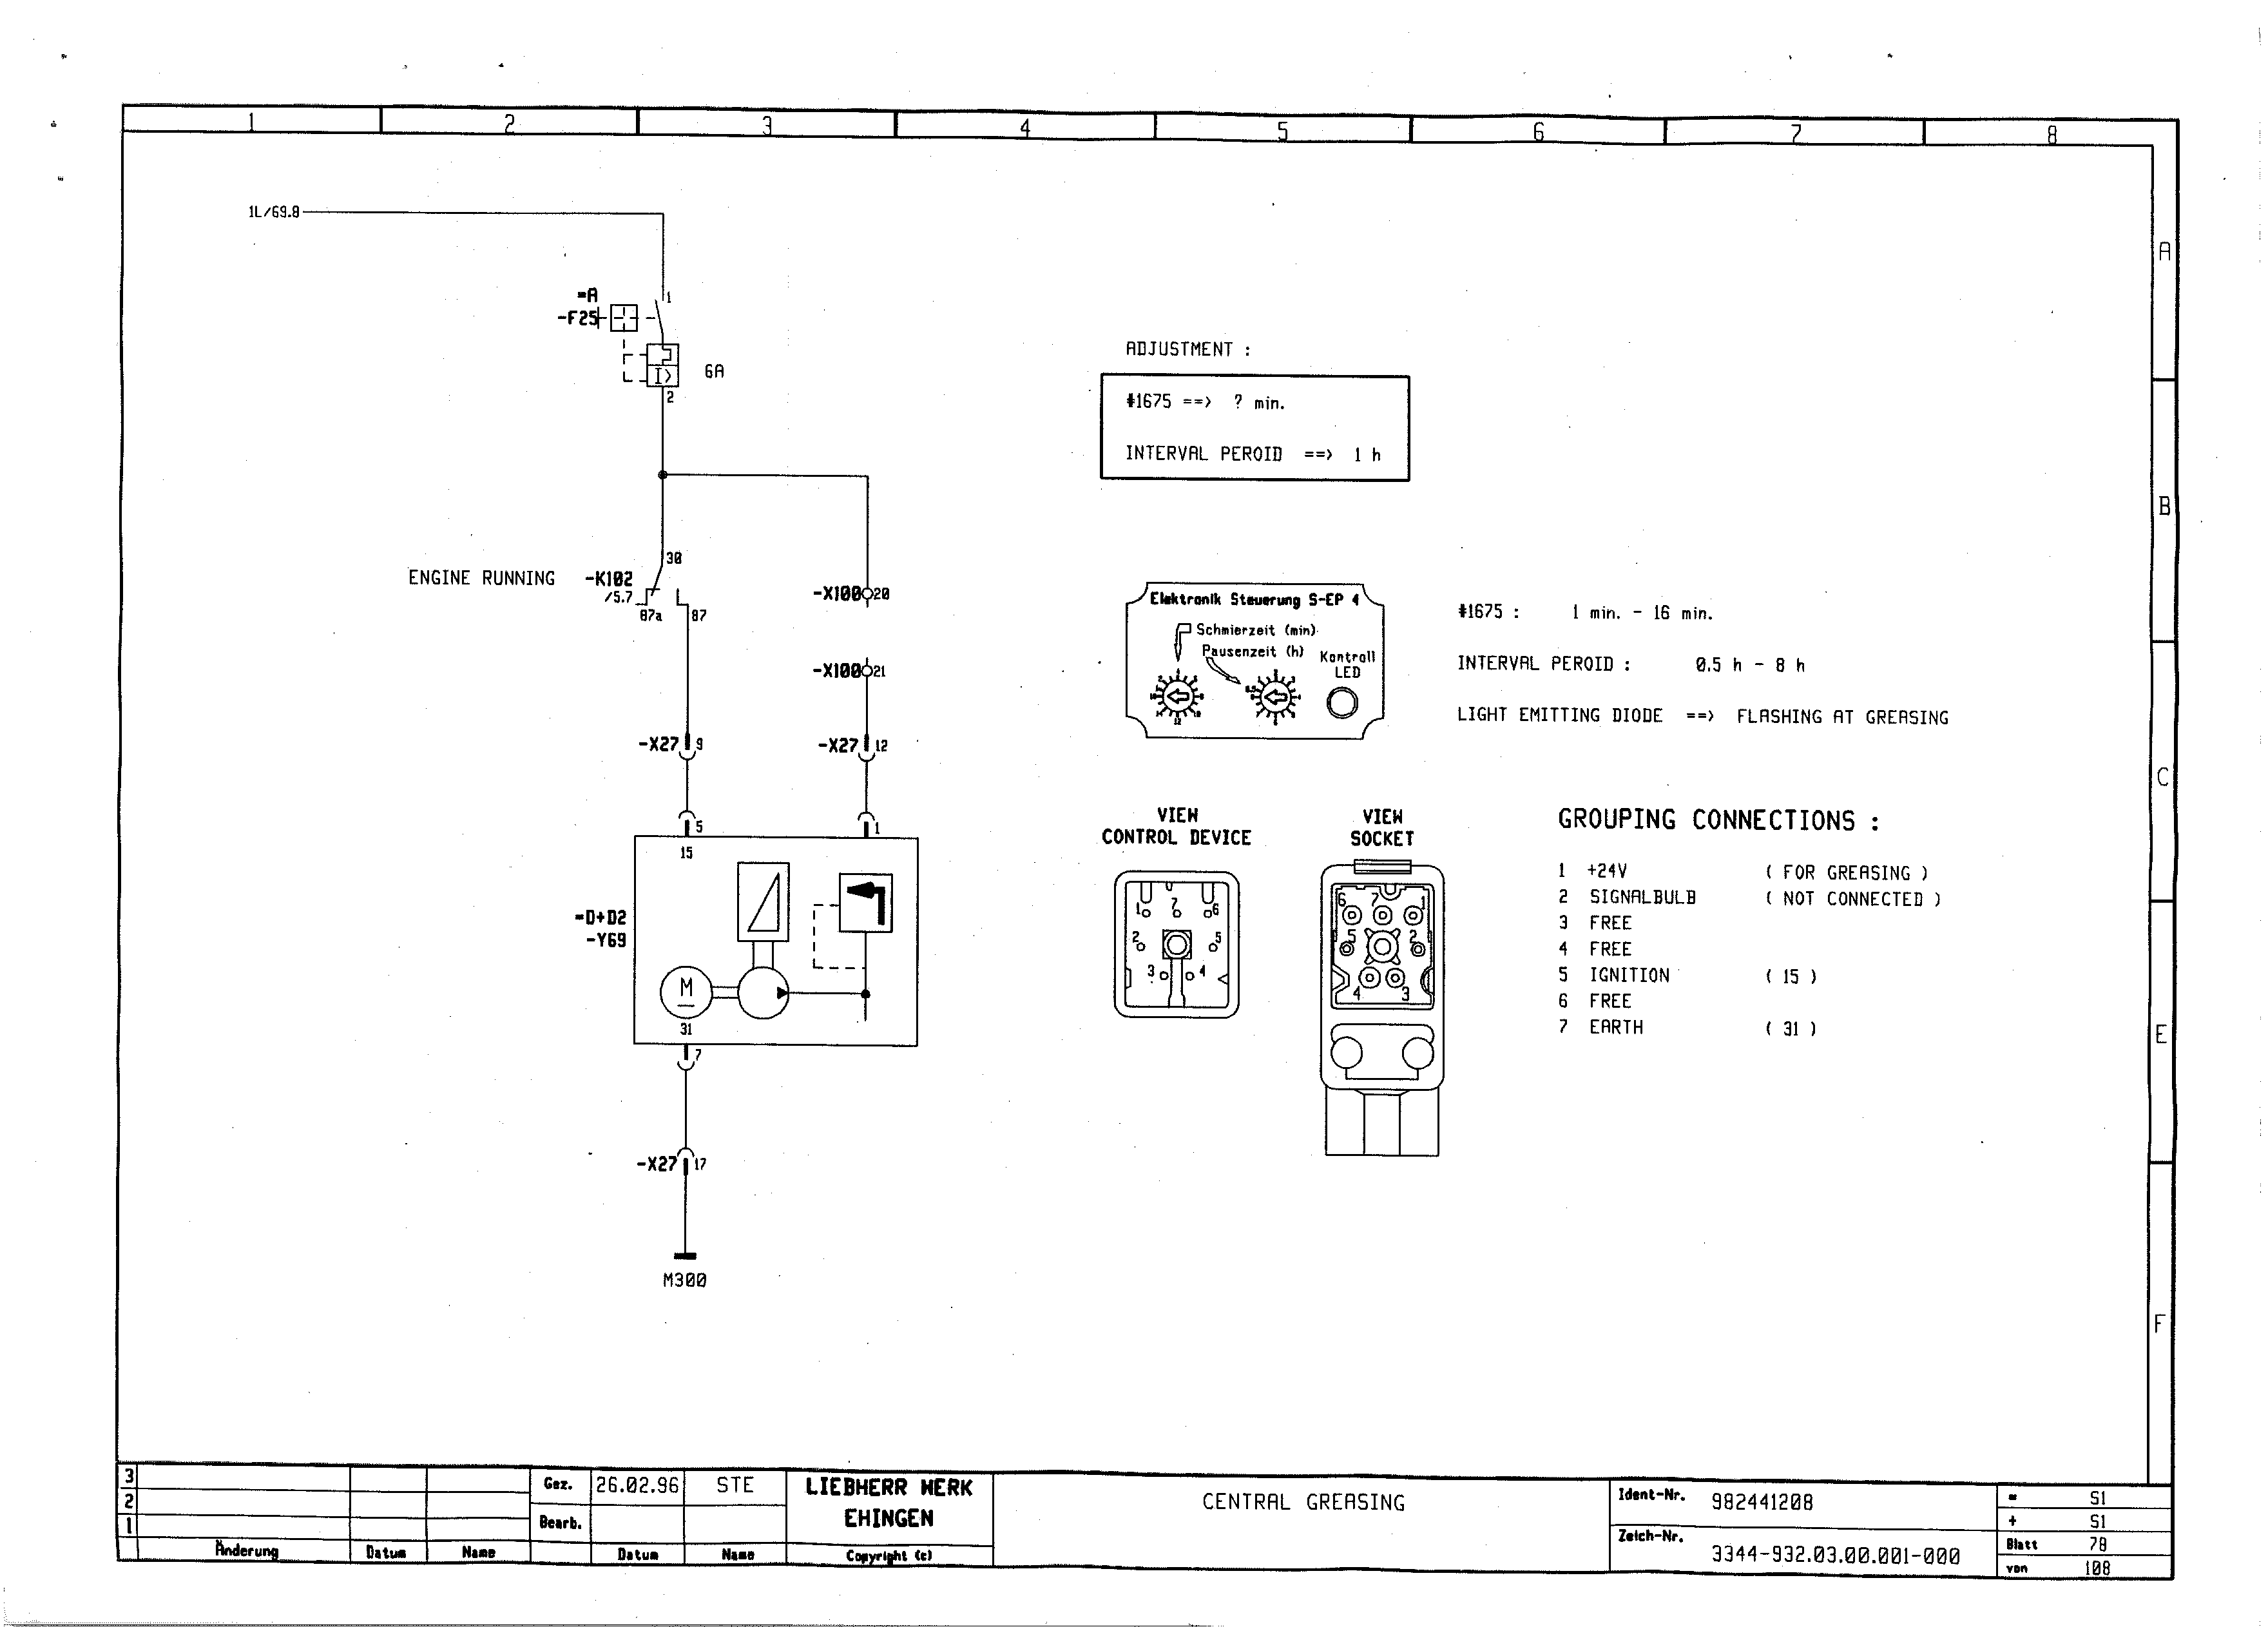 1 2 3 4 5 6 7 8
A
B
C
E
F
1L/69.8
=A
-F25
1
6A
2
ENGINE RUNNING
-K102
/5.7
30
87a
87
-X100 20
-X100 21
-X27 9
-X27 12
5
1
15
=D+D2
-Y69
M
31
7
-X27 17
M300
ADJUSTMENT :
#1675 ==> ? min.
INTERVAL PEROID ==> 1 h
Elektronik Steuerung S-EP 4
Schmierzeit (min)
Pausenzeit (h)
Kontroll
LED
#1675 : 1 min. - 16 min.
INTERVAL PEROID : 0.5 h - 8 h
LIGHT EMITTING DIODE ==> FLASHING AT GREASING
VIEW
CONTROL DEVICE
1 7 6
2 5
3 4
VIEW
SOCKET
6 7 1
5 2
4 3
GROUPING CONNECTIONS :
1 +24V ( FOR GREASING )
2 SIGNALBULB ( NOT CONNECTED )
3 FREE
4 FREE
5 IGNITION ( 15 )
6 FREE
7 EARTH ( 31 )
3
2
1
Änderung Datum Name
Gez. 26.02.96 STE
Bearb.
Datum Name
LIEBHERR WERK
EHINGEN
Copyright (c)
CENTRAL GREASING
Ident-Nr. 982441208
Zeich-Nr. 3344-932.03.00.001-000
= S1
+ S1
Blatt 78
von 108